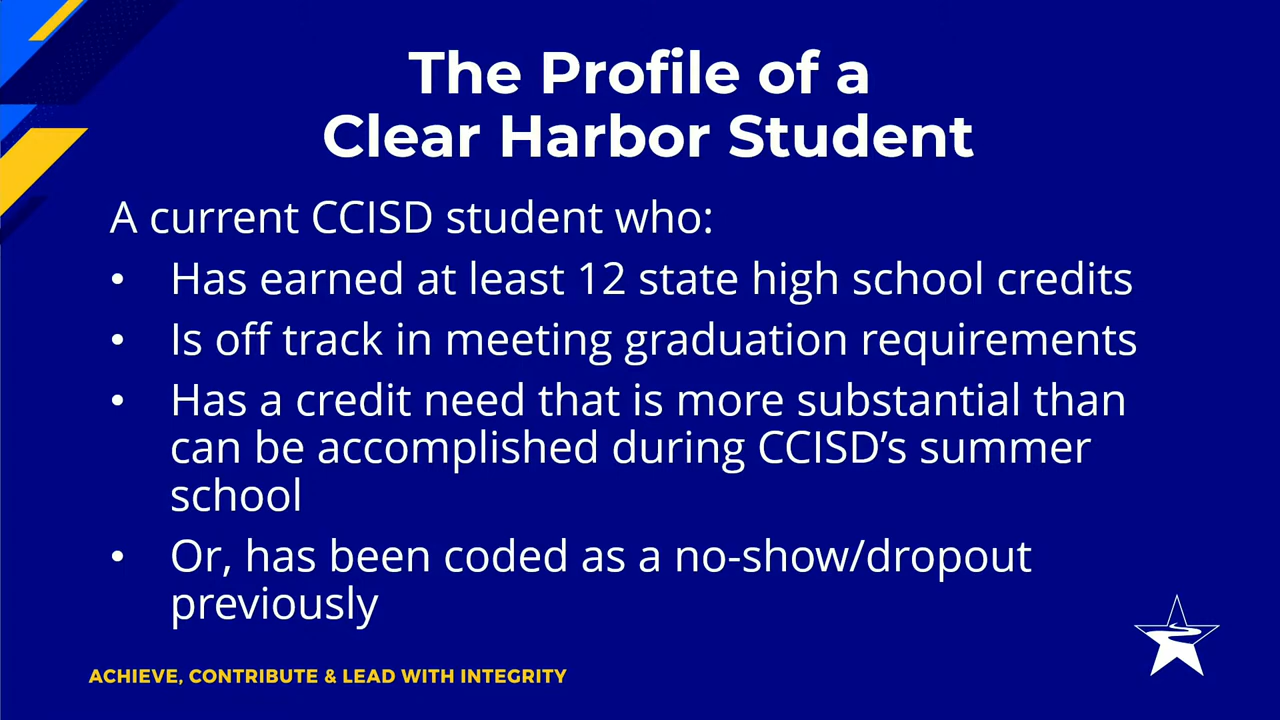 The Profile of a
Clear Harbor Student
A current CCISD student who:
• Has earned at least 12 state high school credits
• Is off track in meeting graduation requirements
• Has a credit need that is more substantial than
can be accomplished during CCISD’s summer
school
• Or, has been coded as a no-show/dropout
previously
ACHIEVE, CONTRIBUTE & LEAD WITH INTEGRITY